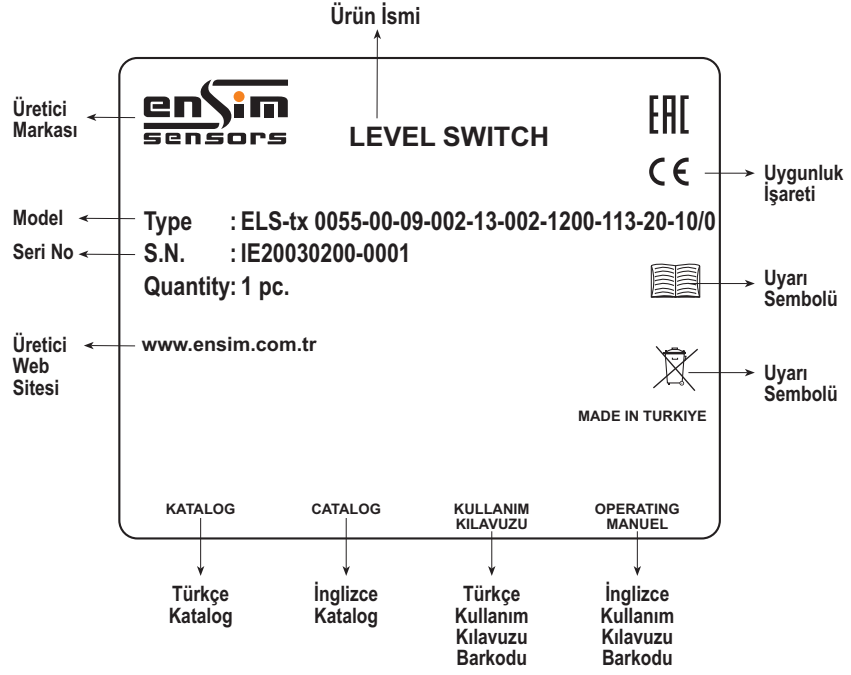 Ürün İsmi
ensim
sensors
LEVEL SWITCH
EAC
CE
Üretici
Markası
Uygunluk
İşareti
Model
Type : ELS-tx 0055-00-09-002-13-002-1200-113-20-10/0
Seri No
S.N. : IE20030200-0001
Quantity: 1 pc.
Uyarı
Sembolü
Üretici
Web
Sitesi
www.ensim.com.tr
Uyarı
Sembolü
MADE IN TURKIYE
KATALOG
CATALOG
KULLANIM
KILAVUZU
OPERATING
MANUEL
Türkçe
Katalog
İnglizce
Katalog
Türkçe
Kullanım
Kılavuzu
Barkodu
İnglizce
Kullanım
Kılavuzu
Barkodu